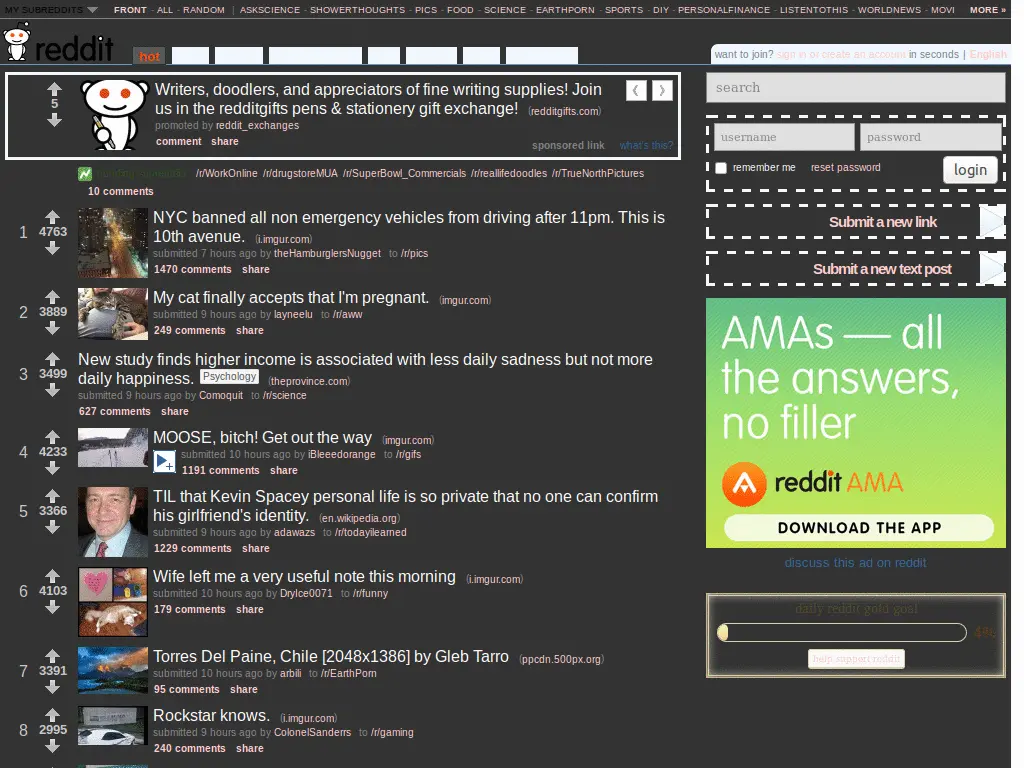 MY SUBREDDITS FRONT - ALL - RANDOM | ASKSCIENCE - SHOWERTHOUGHTS - PICS - FOOD - SCIENCE - EARTHPORN - SPORTS - DIY - PERSONALFINANCE - LISTENTOTHIS - WORLDNEWS - MOVI MORE »
reddit hot
want to join? sign in or create an account in seconds | English
5
Writers, doodlers, and appreciators of fine writing supplies! Join
us in the redditgifts pens & stationery gift exchange! (redditgifts.com)
promoted by reddit_exchanges
comment share
sponsored link what's this?
/r/WorkOnline /r/drugstoreMUA /r/SuperBowl_Commercials /r/reallifedoodles /r/TrueNorthPictures
10 comments
1 4763
NYC banned all non emergency vehicles from driving after 11pm. This is
10th avenue. (i.imgur.com)
submitted 7 hours ago by theHamburglersNugget to /r/pics
1470 comments share
2 3889
My cat finally accepts that I'm pregnant. (imgur.com)
submitted 9 hours ago by layneelu to /r/aww
249 comments share
3 3499
New study finds higher income is associated with less daily sadness but not more
daily happiness. Psychology (theprovince.com)
submitted 9 hours ago by Comoquit to /r/science
627 comments share
4 4233
MOOSE, bitch! Get out the way (imgur.com)
submitted 10 hours ago by iBleeedorange to /r/gifs
1191 comments share
5 3366
TIL that Kevin Spacey personal life is so private that no one can confirm
his girlfriend's identity. (en.wikipedia.org)
submitted 9 hours ago by adawazs to /r/todayilearned
1229 comments share
6 4103
Wife left me a very useful note this morning (i.imgur.com)
submitted 10 hours ago by DryIce0071 to /r/funny
179 comments share
7 3391
Torres Del Paine, Chile [2048x1386] by Gleb Tarro (ppcdn.500px.org)
submitted 10 hours ago by arbili to /r/EarthPorn
95 comments share
8 2995
Rockstar knows. (i.imgur.com)
submitted 9 hours ago by ColonelSanderrs to /r/gaming
240 comments share
search
username password
remember me reset password login
Submit a new link
Submit a new text post
AMAs — all
the answers,
no filler
reddit AMA
DOWNLOAD THE APP
discuss this ad on reddit
daily reddit gold goal
help support reddit